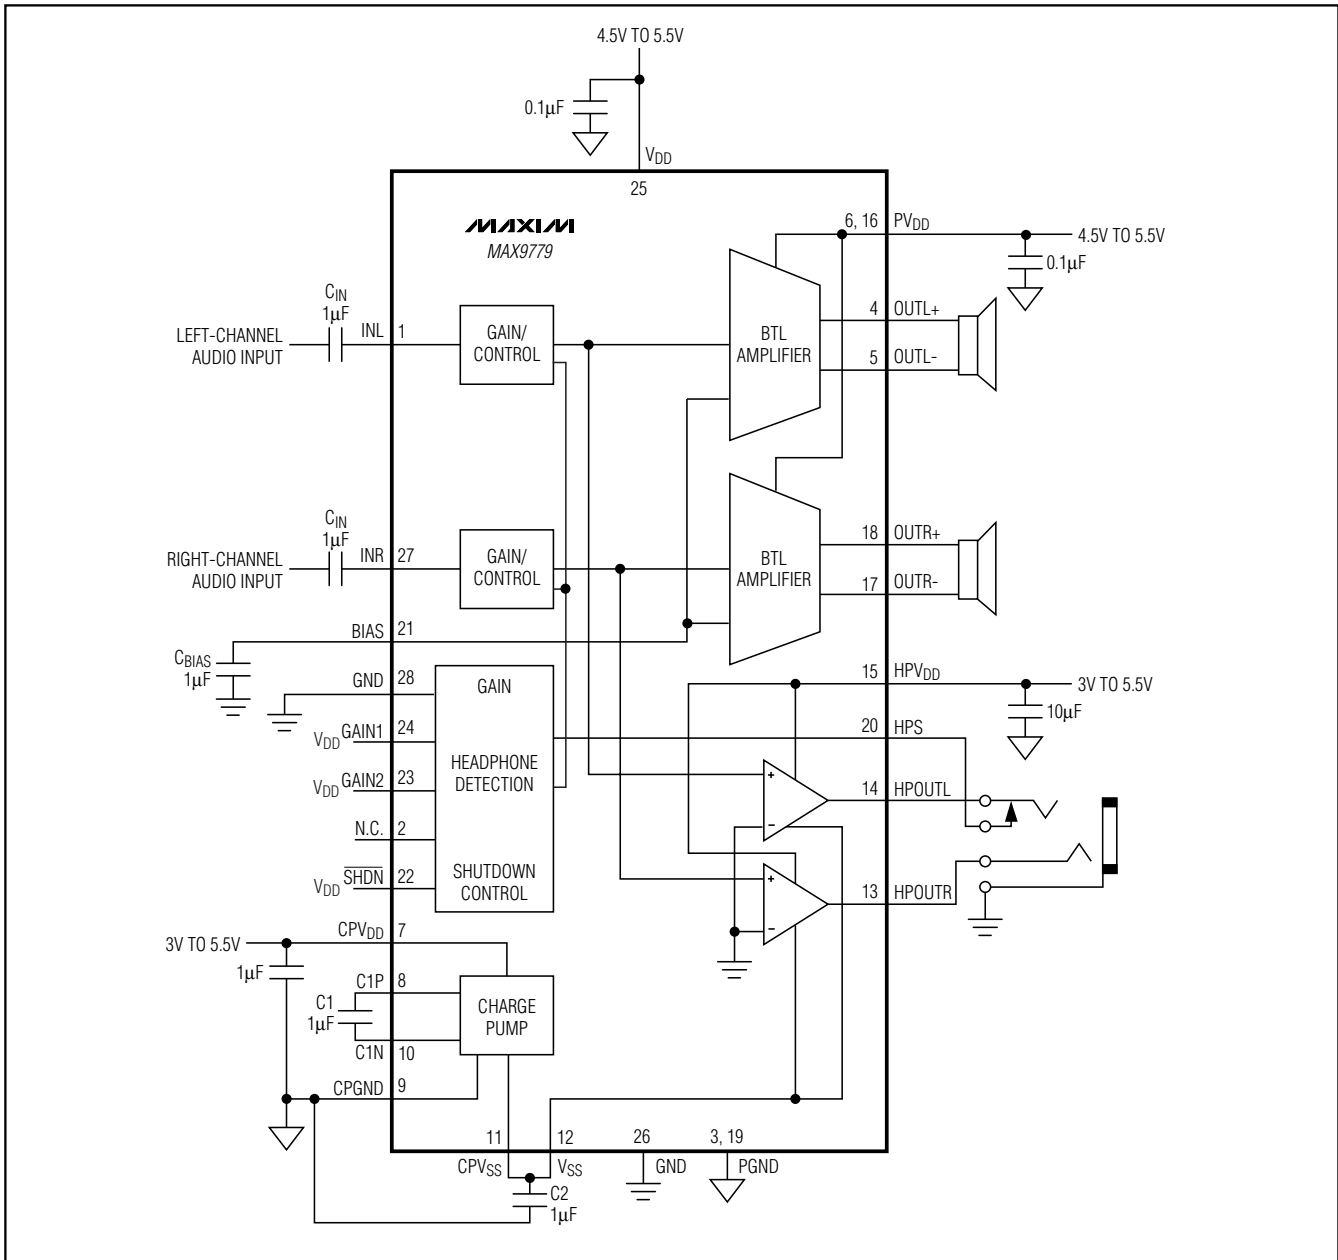 4.5V TO 5.5V
0.1µF
VDD
25
MAXIM
MAX9779
6, 16
PVDD
4.5V TO 5.5V
0.1µF
CIN
1µF
LEFT-CHANNEL
AUDIO INPUT
INL
1
GAIN/
CONTROL
BTL
AMPLIFIER
4
OUTL+
5
OUTL-
CIN
1µF
RIGHT-CHANNEL
AUDIO INPUT
INR
27
GAIN/
CONTROL
BTL
AMPLIFIER
18
OUTR+
17
OUTR-
BIAS
21
CBIAS
1µF
GND
28
GAIN
15
HPVDD
3V TO 5.5V
10µF
VDD
GAIN1
24
20
HPS
HEADPHONE
DETECTION
VDD
GAIN2
23
+
−
14
HPOUTL
N.C.
2
VDD
SHDN
22
SHUTDOWN
CONTROL
+
−
13
HPOUTR
3V TO 5.5V
CPVDD
7
1µF
C1P
8
C1
1µF
CHARGE
PUMP
C1N
10
CPGND
9
11
12
26
3, 19
CPVSS
VSS
GND
PGND
C2
1µF